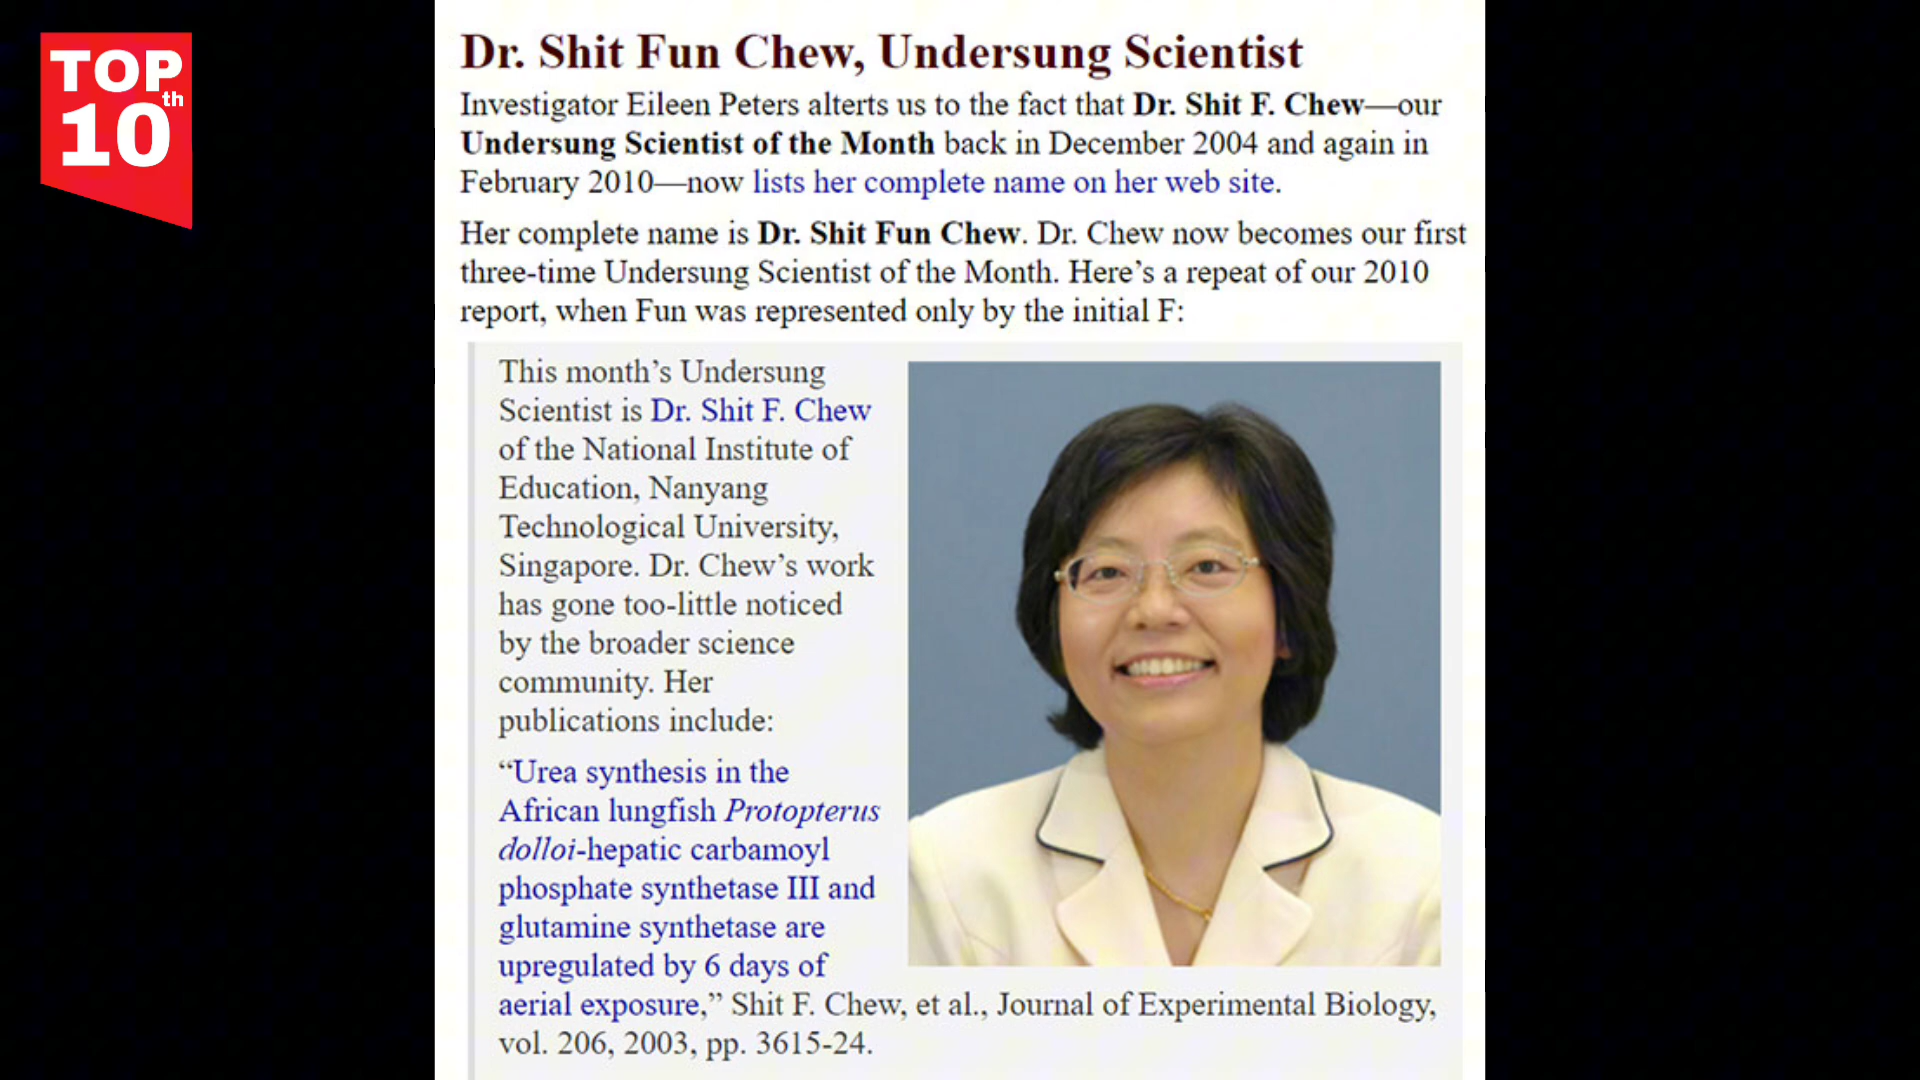 TOP
10th
Dr. Shit Fun Chew, Undersung Scientist
Investigator Eileen Peters alterts us to the fact that Dr. Shit F. Chew—our
Undersung Scientist of the Month back in December 2004 and again in
February 2010—now lists her complete name on her web site.
Her complete name is Dr. Shit Fun Chew. Dr. Chew now becomes our first
three-time Undersung Scientist of the Month. Here’s a repeat of our 2010
report, when Fun was represented only by the initial F:
This month’s Undersung
Scientist is Dr. Shit F. Chew
of the National Institute of
Education, Nanyang
Technological University,
Singapore. Dr. Chew’s work
has gone too-little noticed
by the broader science
community. Her
publications include:
“Urea synthesis in the
African lungfish Protopterus
dolloi-hepatic carbamoyl
phosphate synthetase III and
glutamine synthetase are
upregulated by 6 days of
aerial exposure,” Shit F. Chew, et al., Journal of Experimental Biology,
vol. 206, 2003, pp. 3615-24.